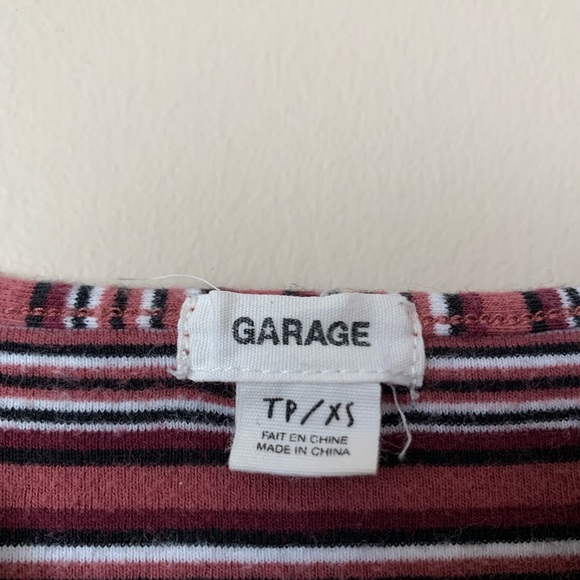 GARAGE
TP/XS
FAIT EN CHINE
MADE IN CHINA